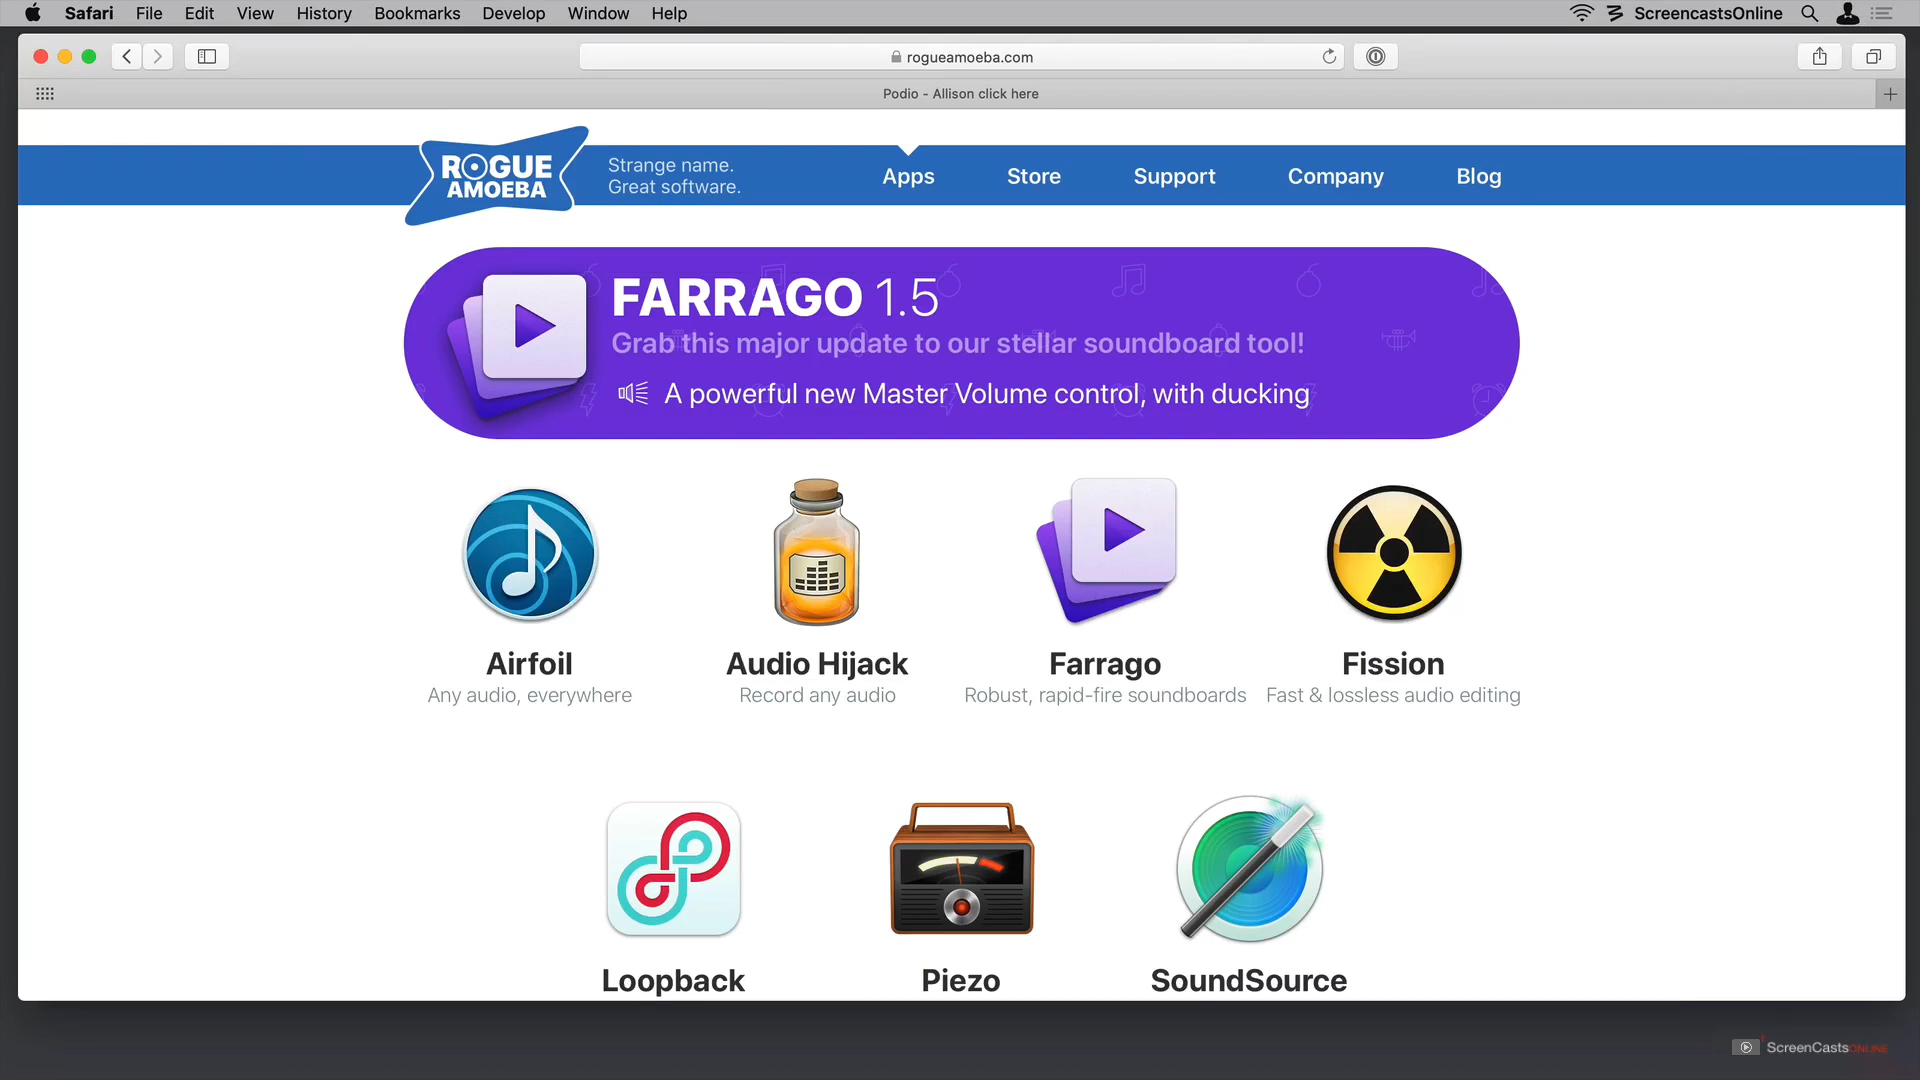 Safari File Edit View History Bookmarks Develop Window Help ScreencastsOnline
rogueamoeba.com
Podio - Allison click here
ROGUE
AMOEBA
Strange name.
Great software.
Apps Store Support Company Blog
FARRAGO 1.5
Grab this major update to our stellar soundboard tool!
A powerful new Master Volume control, with ducking
Airfoil Audio Hijack Farrago Fission
Any audio, everywhere Record any audio Robust, rapid-fire soundboards Fast & lossless audio editing
Loopback Piezo SoundSource
ScreenCastsONLINE